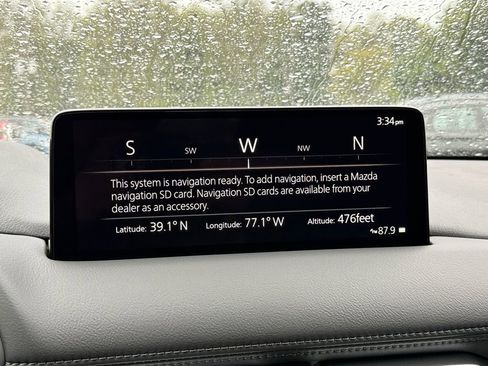 3:34pm
S SW W NW N
This system is navigation ready. To add navigation, insert a Mazda
navigation SD card. Navigation SD cards are available from your
dealer as an accessory.
Latitude: 39.1° N Longitude: 77.1° W Altitude: 476feet
87.9